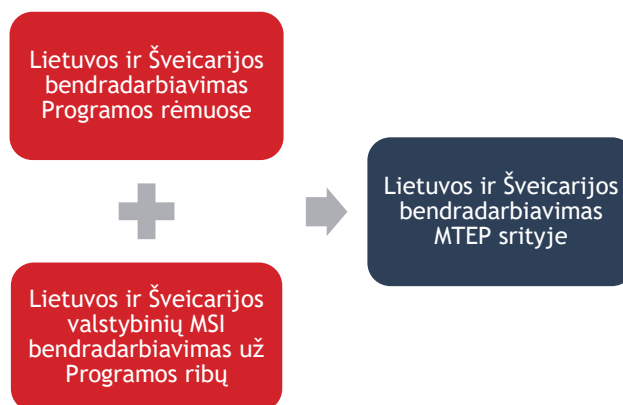 Lietuvos ir Šveicarijos
bendradarbiavimas
Programos rėmuose
Lietuvos ir Šveicarijos
valstybinių MSI
bendradarbiavimas už
Programos ribų
Lietuvos ir Šveicarijos
bendradarbiavimas
MTEP srityje